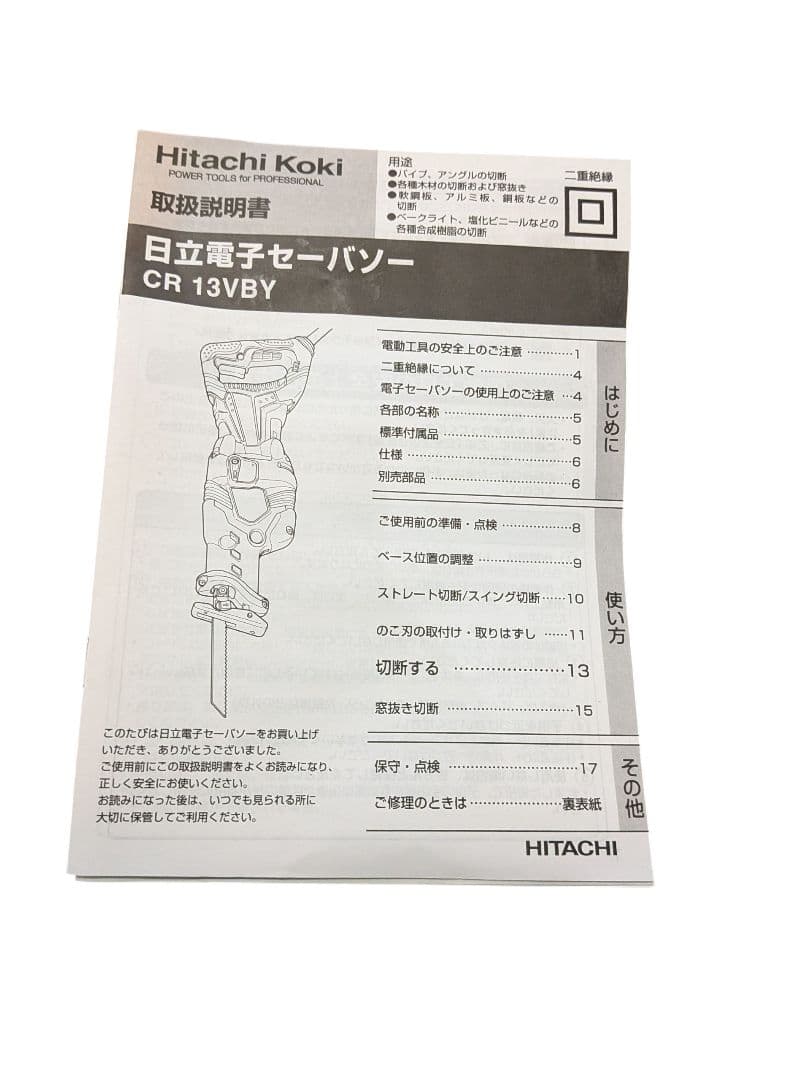 Hitachi Koki
POWER TOOLS for PROFESSIONAL
取扱説明書
用途
●パイプ、アングルの切断
●各種木材の切断および窓抜き
●軟鋼板、アルミ板、銅板などの
切断
●ベークライト、塩化ビニールなどの
各種合成樹脂の切断
二重絶縁
日立電子セーバソー
CR 13VBY
電動工具の安全上のご注意 …………1
二重絶縁について ………………………4
電子セーバソーの使用上のご注意 …4
各部の名称 ………………………………5
標準付属品 ………………………………5
仕様 ………………………………………6
別売部品 …………………………………6
はじめに
ご使用前の準備・点検 ………………8
ベース位置の調整 ……………………9
ストレート切断/スイング切断……10
のこ刃の取付け・取りはずし ……11
切断する …………………13
窓抜き切断 ……………………………15
使い方
保守・点検 ……………………………17
ご修理のときは…………………裏表紙
その他
このたびは日立電子セーバソーをお買い上げ
いただき、ありがとうございました。
ご使用前にこの取扱説明書をよくお読みになり、
正しく安全にお使いください。
お読みになった後は、いつでも見られる所に
大切に保管してご利用ください。
HITACHI